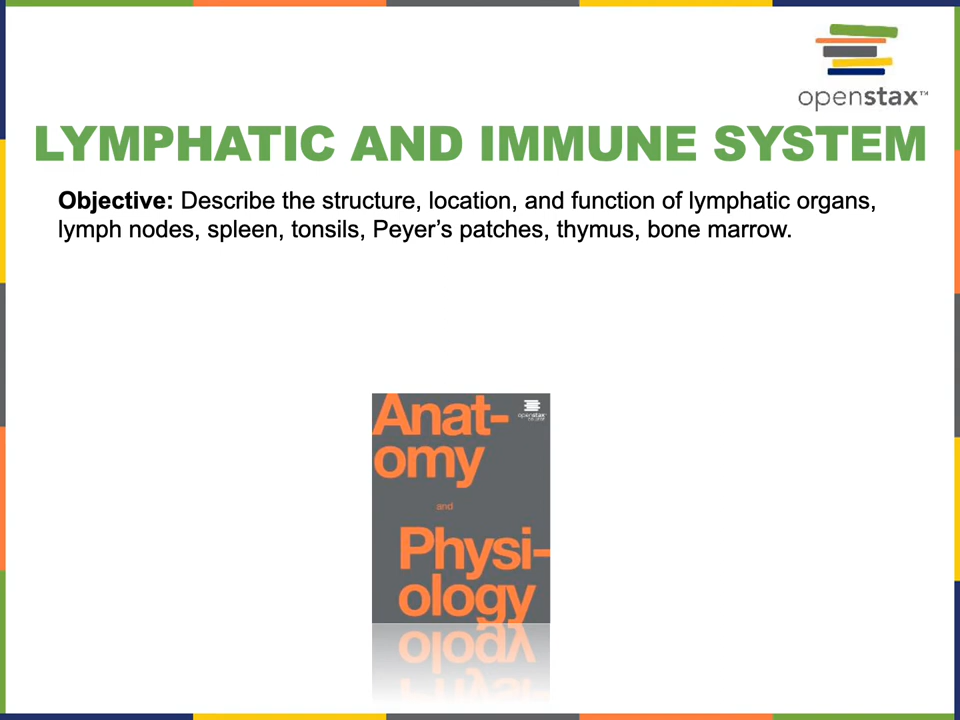 openstax™
LYMPHATIC AND IMMUNE SYSTEM
Objective: Describe the structure, location, and function of lymphatic organs,
lymph nodes, spleen, tonsils, Peyer’s patches, thymus, bone marrow.
Anat-
openstax
omy
and
Physi-
ology